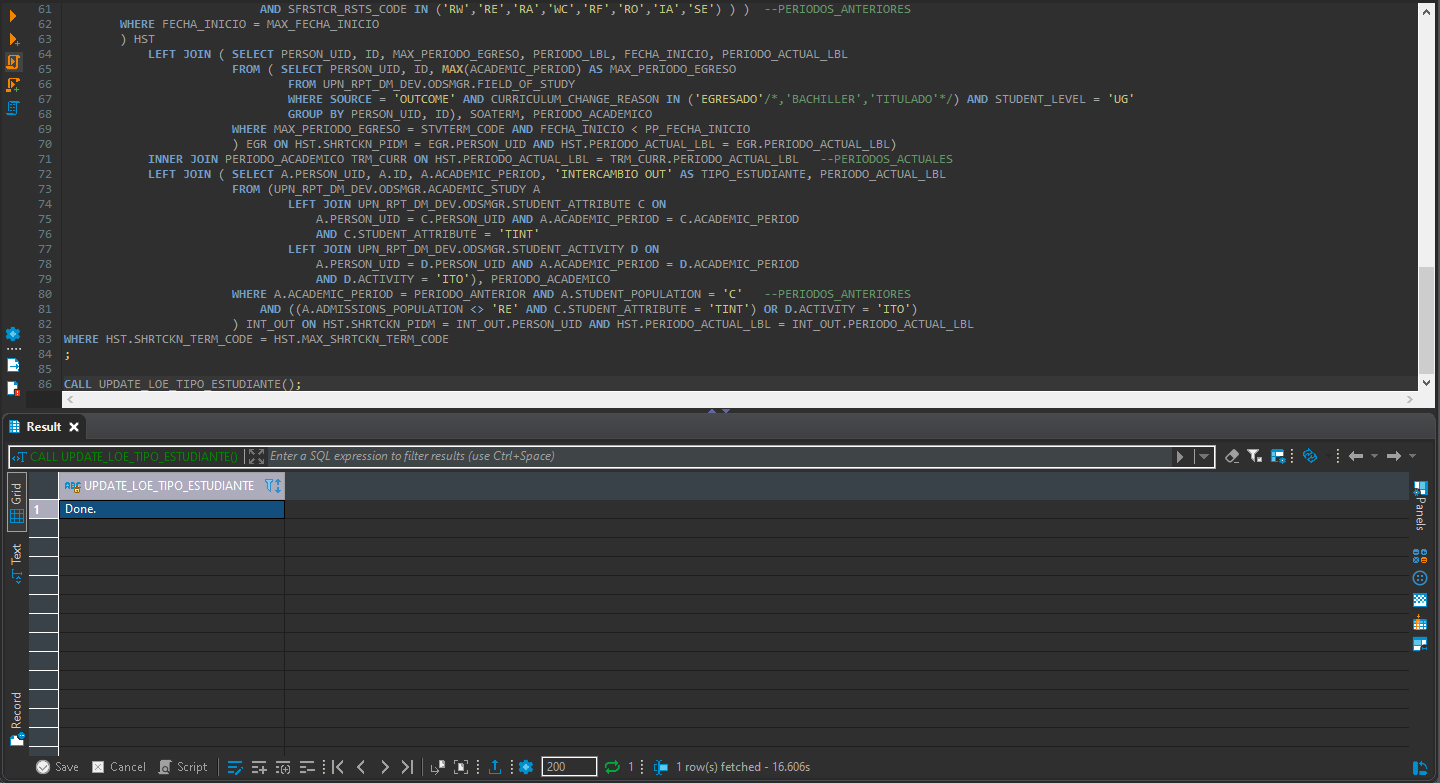 61 AND SFRSTCR_RSTS_CODE IN ('RW','RE','RA','WC','RF','RO','IA','SE') ) ) --PERIODOS_ANTERIORES
62 WHERE FECHA_INICIO = MAX_FECHA_INICIO
63 ) HST
64 LEFT JOIN ( SELECT PERSON_UID, ID, MAX_PERIODO_EGRESO, PERIODO_LBL, FECHA_INICIO, PERIODO_ACTUAL_LBL
65 FROM ( SELECT PERSON_UID, ID, MAX(ACADEMIC_PERIOD) AS MAX_PERIODO_EGRESO
66 FROM UPN_RPT_DM_DEV.ODSMGR.FIELD_OF_STUDY
67 WHERE SOURCE = 'OUTCOME' AND CURRICULUM_CHANGE_REASON IN ('EGRESADO'/*,'BACHILLER','TITULADO'*/) AND STUDENT_LEVEL = 'UG'
68 GROUP BY PERSON_UID, ID), SOATERM, PERIODO_ACADEMICO
69 WHERE MAX_PERIODO_EGRESO = STVTERM_CODE AND FECHA_INICIO < PP_FECHA_INICIO
70 ) EGR ON HST.SHRTCKN_PIDM = EGR.PERSON_UID AND HST.PERIODO_ACTUAL_LBL = EGR.PERIODO_ACTUAL_LBL)
71 INNER JOIN PERIODO_ACADEMICO TRM_CURR ON HST.PERIODO_ACTUAL_LBL = TRM_CURR.PERIODO_ACTUAL_LBL --PERIODOS_ACTUALES
72 LEFT JOIN ( SELECT A.PERSON_UID, A.ID, A.ACADEMIC_PERIOD, 'INTERCAMBIO OUT' AS TIPO_ESTUDIANTE, PERIODO_ACTUAL_LBL
73 FROM (UPN_RPT_DM_DEV.ODSMGR.ACADEMIC_STUDY A
74 LEFT JOIN UPN_RPT_DM_DEV.ODSMGR.STUDENT_ATTRIBUTE C ON
75 A.PERSON_UID = C.PERSON_UID AND A.ACADEMIC_PERIOD = C.ACADEMIC_PERIOD
76 AND C.STUDENT_ATTRIBUTE = 'TINT'
77 LEFT JOIN UPN_RPT_DM_DEV.ODSMGR.STUDENT_ACTIVITY D ON
78 A.PERSON_UID = D.PERSON_UID AND A.ACADEMIC_PERIOD = D.ACADEMIC_PERIOD
79 AND D.ACTIVITY = 'ITO'), PERIODO_ACADEMICO
80 WHERE A.ACADEMIC_PERIOD = PERIODO_ANTERIOR AND A.STUDENT_POPULATION = 'C' --PERIODOS_ANTERIORES
81 AND ((A.ADMISSIONS_POPULATION <> 'RE' AND C.STUDENT_ATTRIBUTE = 'TINT') OR D.ACTIVITY = 'ITO')
82 ) INT_OUT ON HST.SHRTCKN_PIDM = INT_OUT.PERSON_UID AND HST.PERIODO_ACTUAL_LBL = INT_OUT.PERIODO_ACTUAL_LBL
83 WHERE HST.SHRTCKN_TERM_CODE = HST.MAX_SHRTCKN_TERM_CODE
84 ;
85
86 CALL UPDATE_LOE_TIPO_ESTUDIANTE();
Result
CALL UPDATE_LOE_TIPO_ESTUDIANTE() Enter a SQL expression to filter results (use Ctrl+Space)
Grid
Text
Record
ABC UPDATE_LOE_TIPO_ESTUDIANTE
1 Done.
Panels
Save Cancel Script 200 1 1 row(s) fetched - 16.606s